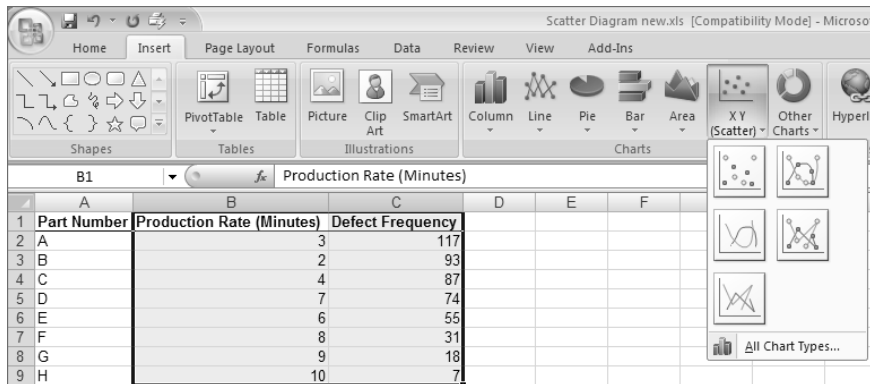 Scatter Diagram new.xls [Compatibility Mode] - Microso
Home Insert Page Layout Formulas Data Review View Add-Ins
PivotTable Table Picture Clip Art SmartArt Column Line Pie Bar Area X Y (Scatter) Other Charts Hyperl
Shapes Tables Illustrations Charts
B1 fx Production Rate (Minutes)
A B C D E F
1 Part Number Production Rate (Minutes) Defect Frequency
2 A 3 117
3 B 2 93
4 C 4 87
5 D 7 74
6 E 6 55
7 F 8 31
8 G 9 18
9 H 10 7
All Chart Types...